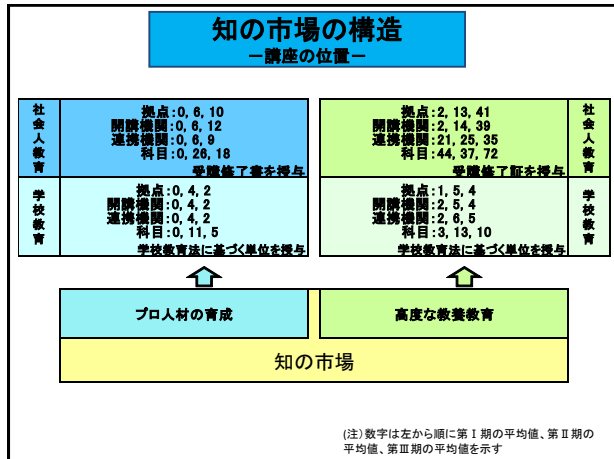 知の市場の構造
－講座の位置－
社会人教育
拠点:0, 6, 10
開講機関:0, 6, 12
連携機関:0, 6, 9
科目:0, 26, 18
受講修了書を授与
学校教育
拠点:0, 4, 2
開講機関:0, 4, 2
連携機関:0, 4, 2
科目:0, 11, 5
学校教育法に基づく単位を授与
拠点:2, 13, 41
開講機関:2, 14, 39
連携機関:21, 25, 35
科目:44, 37, 72
受講修了証を授与
社会人教育
拠点:1, 5, 4
開講機関:2, 5, 4
連携機関:2, 6, 5
科目:3, 13, 10
学校教育法に基づく単位を授与
学校教育
プロ人材の育成
高度な教養教育
知の市場
(注)数字は左から順に第Ⅰ期の平均値、第Ⅱ期の
平均値、第Ⅲ期の平均値を示す